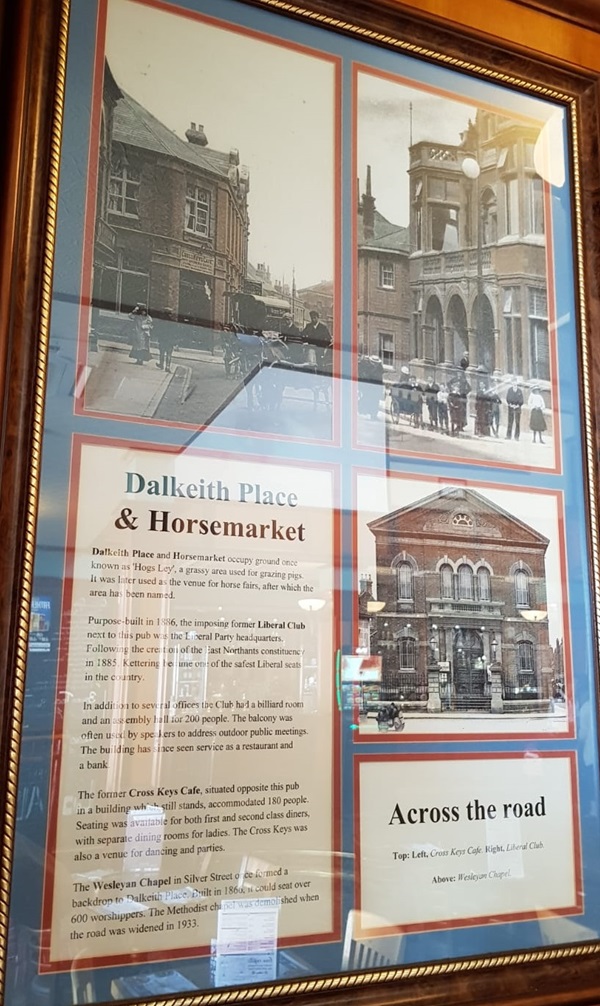 Dalkeith Place
& Horsemarket
Dalkeith Place and Horsemarket occupy ground once
known as 'Hogs Ley', a grassy area used for grazing pigs.
It was later used as the venue for horse fairs, after which the
area has been named.
Purpose-built in 1886, the imposing former Liberal Club
next to this pub was the Liberal Party headquarters.
Following the creation of the East Northants constituency
in 1885, Kettering became one of the safest Liberal seats
in the country.
In addition to several offices the Club had a billiard room
and an assembly hall for 200 people. The balcony was
often used by speakers to address outdoor public meetings.
The building has since seen service as a restaurant and
a bank.
The former Cross Keys Cafe, situated opposite this pub
in a building which still stands, accommodated 180 people.
Seating was available for both first and second class diners,
with separate dining rooms for ladies. The Cross Keys was
also a venue for dancing and parties.
The Wesleyan Chapel in Silver Street once formed a
backdrop to Dalkeith Place. Built in 1866, it could seat over
600 worshippers. The Methodist chapel was demolished when
the road was widened in 1933.
Across the road
Top: Left, Cross Keys Cafe. Right, Liberal Club.
Above: Wesleyan Chapel.